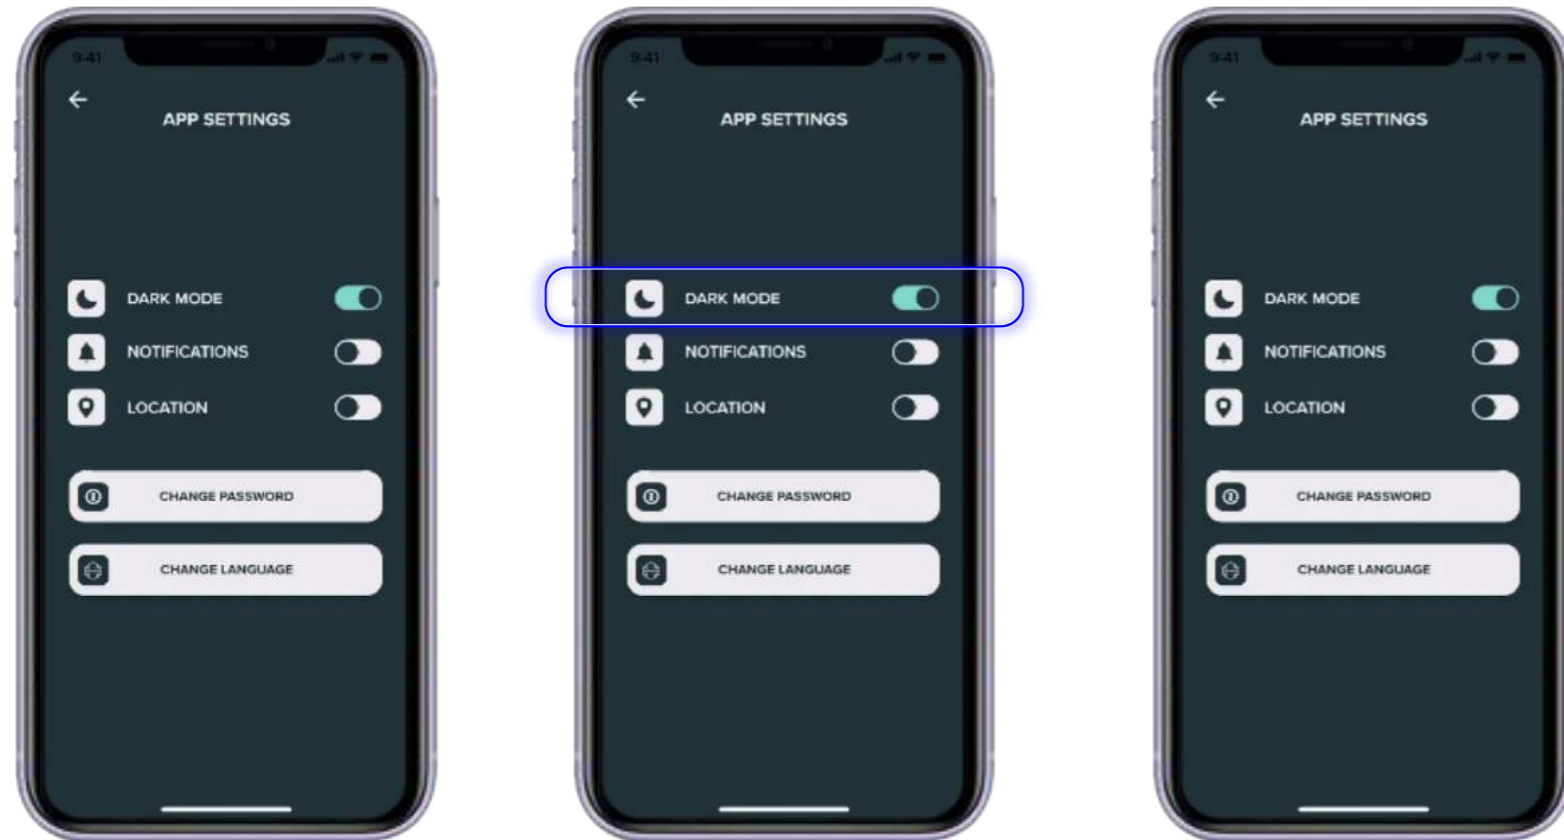 9:41
APP SETTINGS
DARK MODE
NOTIFICATIONS
LOCATION
CHANGE PASSWORD
CHANGE LANGUAGE
9:41
APP SETTINGS
DARK MODE
NOTIFICATIONS
LOCATION
CHANGE PASSWORD
CHANGE LANGUAGE
9:41
APP SETTINGS
DARK MODE
NOTIFICATIONS
LOCATION
CHANGE PASSWORD
CHANGE LANGUAGE